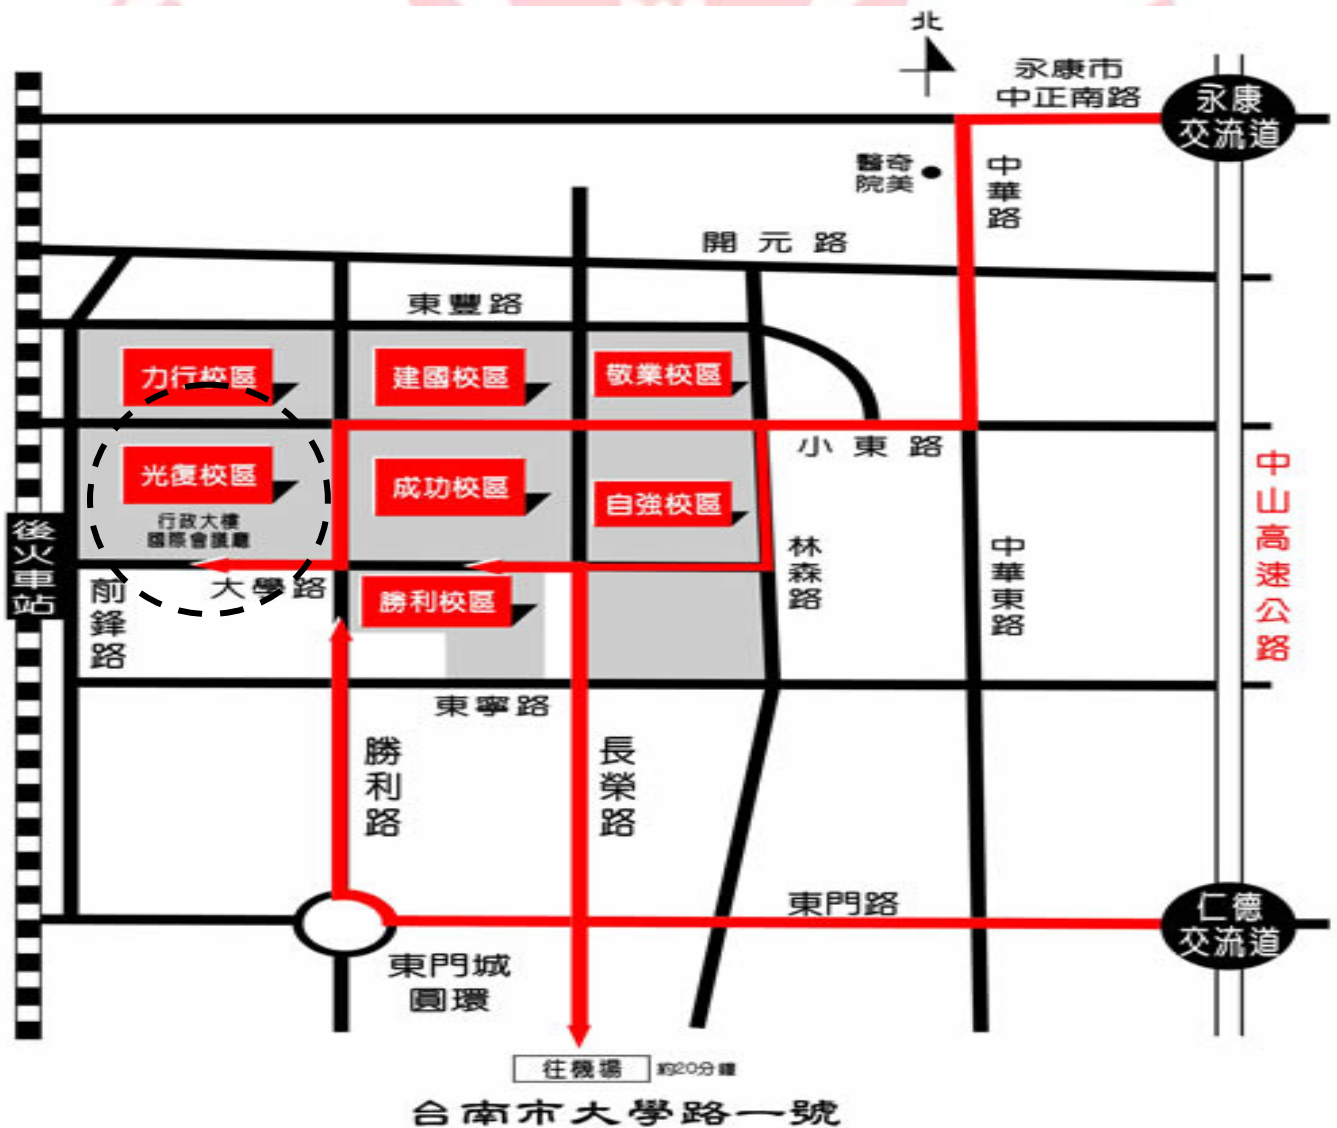 北
永康市
中正南路
永康
交流道
醫奇
院美
中華路
開元路
東豐路
力行校區
建國校區
敬業校區
小東路
光復校區
成功校區
自強校區
行政大樓
國際會議廳
中山高速公路
後火車站
前鋒路
大學路
勝利校區
林森路
中華東路
東寧路
勝利路
長榮路
東門路
仁德
交流道
東門城
圓環
往機場 約20分鐘
台南市大學路一號